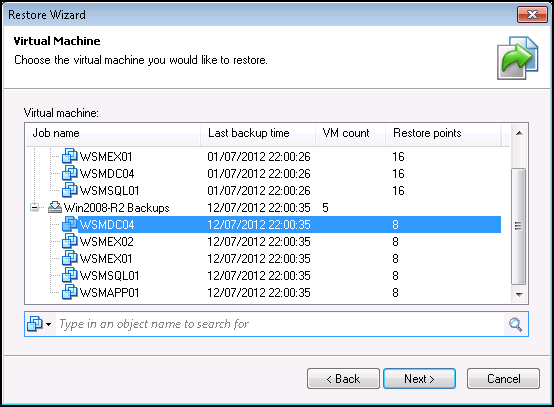 Restore Wizard
Virtual Machine
Choose the virtual machine you would like to restore.
Virtual machine:
Job name Last backup time VM count Restore points
WSMEX01 01/07/2012 22:00:26 16
WSMDC04 01/07/2012 22:00:26 16
WSMSQL01 01/07/2012 22:00:26 16
Win2008-R2 Backups 12/07/2012 22:00:35 5
WSMDC04 12/07/2012 22:00:35 8
WSMEX02 12/07/2012 22:00:35 8
WSMEX01 12/07/2012 22:00:35 8
WSMSQL01 12/07/2012 22:00:35 8
WSMAPP01 12/07/2012 22:00:35 8
Type in an object name to search for
< Back Next > Cancel